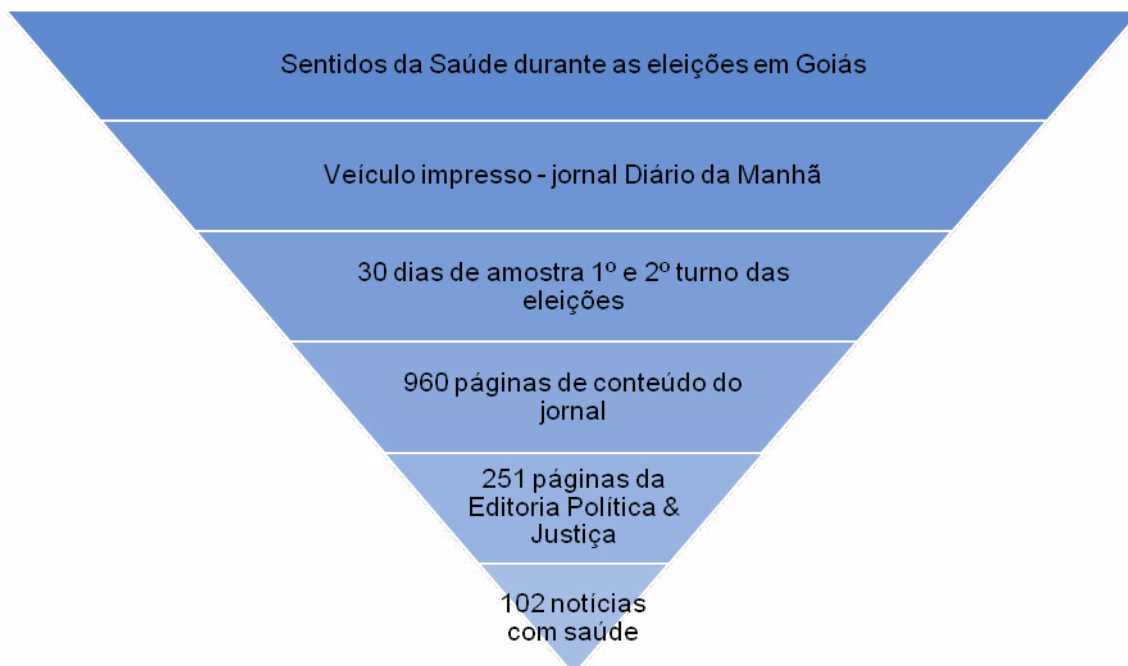 Sentidos da Saúde durante as eleições em Goiás
Veículo impresso - jornal Diário da Manhã
30 dias de amostra 1º e 2º turno das
eleições
960 páginas de conteúdo do
jornal
251 páginas da
Editoria Política &
Justiça
102 notícias
com saúde